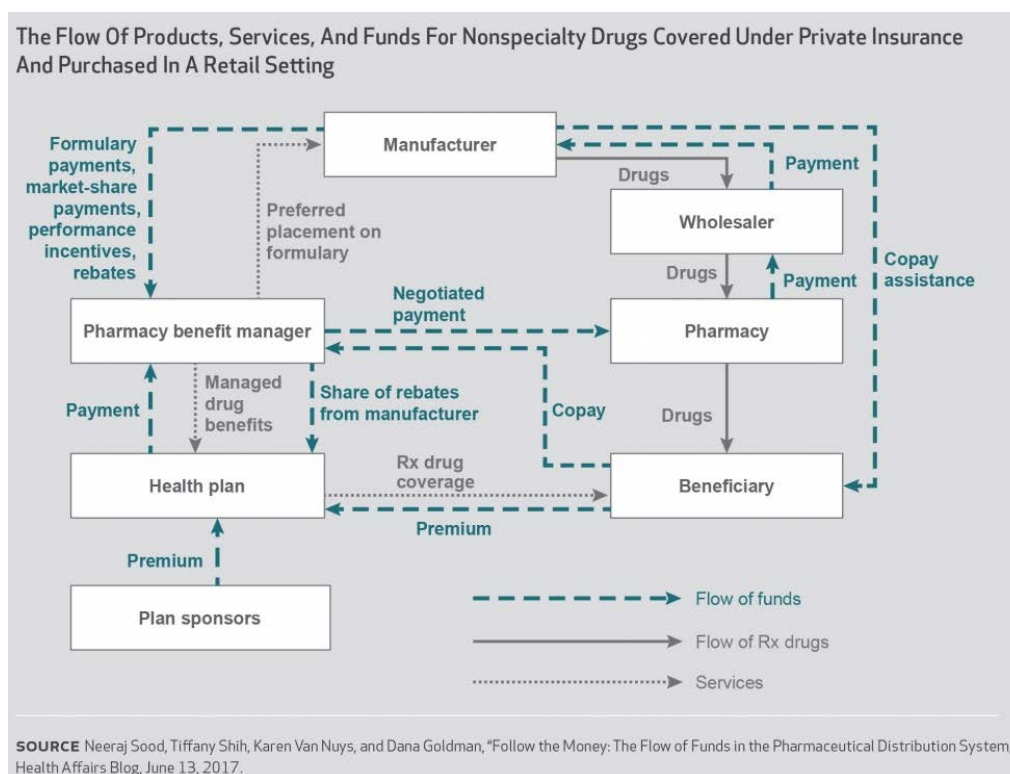 The Flow Of Products, Services, And Funds For Nonspecialty Drugs Covered Under Private Insurance
And Purchased In A Retail Setting
Formulary
payments,
market-share
payments,
performance
incentives,
rebates
Manufacturer
Payment
Drugs
Preferred
placement on
formulary
Wholesaler
Copay
assistance
Drugs
Payment
Negotiated
payment
Pharmacy benefit manager
Pharmacy
Payment
Managed
drug
benefits
Share of rebates
from manufacturer
Copay
Drugs
Health plan
Rx drug
coverage
Beneficiary
Premium
Premium
Plan sponsors
Flow of funds
Flow of Rx drugs
Services
SOURCE Neeraj Sood, Tiffany Shih, Karen Van Nuys, and Dana Goldman, "Follow the Money: The Flow of Funds in the Pharmaceutical Distribution System,
Health Affairs Blog, June 13, 2017.